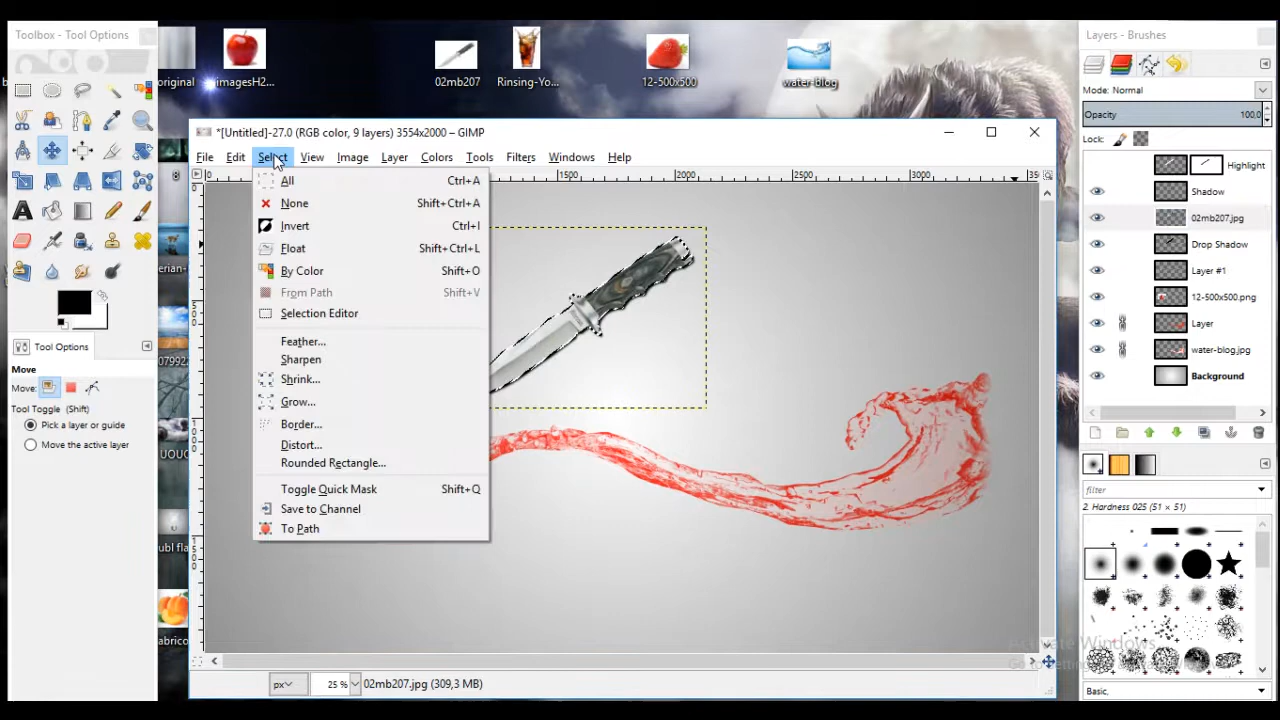 Toolbox - Tool Options
original
imagesH2...
02mb207
Rinsing-Yo...
12-500x500
water-blog
Layers - Brushes
*[Untitled]-27.0 (RGB color, 9 layers) 3554x2000 – GIMP
File Edit Select View Image Layer Colors Tools Filters Windows Help
All Ctrl+A
None Shift+Ctrl+A
Invert Ctrl+I
Float Shift+Ctrl+L
By Color Shift+O
From Path Shift+V
Selection Editor
Feather...
Sharpen
Shrink...
Grow...
Border...
Distort...
Rounded Rectangle...
Toggle Quick Mask Shift+Q
Save to Channel
To Path
0 1500 2000 2500 3000
Tool Options
Move
Move:
Tool Toggle (Shift)
Pick a layer or guide
Move the active layer
Mode: Normal
Opacity 100,0
Lock:
Highlight
Shadow
02mb207.jpg
Drop Shadow
Layer #1
12-500x500.png
Layer
water-blog.jpg
Background
filter
2. Hardness 025 (51 × 51)
Basic,
Activate Windows
px 25 % 02mb207.jpg (309,3 MB)